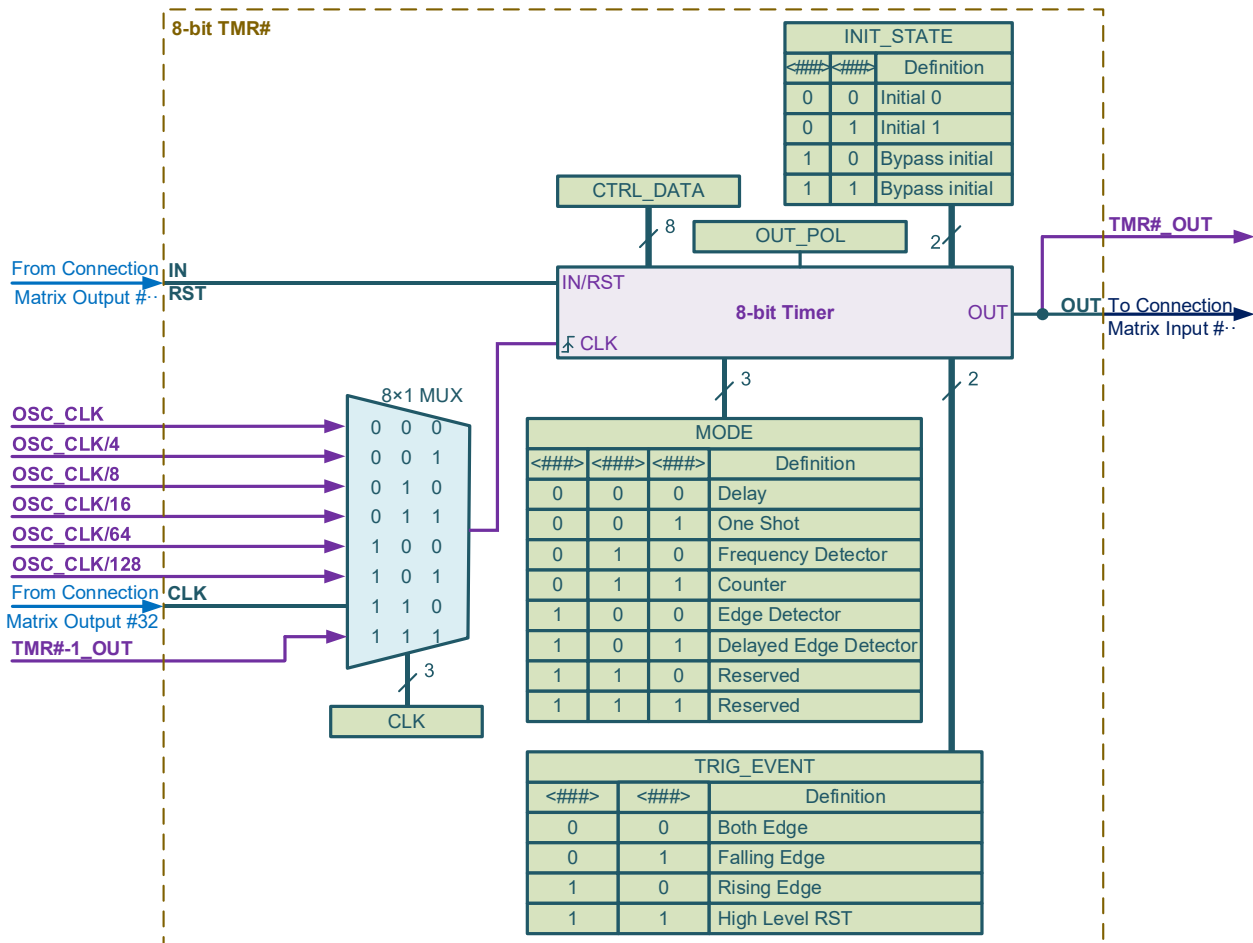 8-bit TMR#
INIT_STATE
<###> <###> Definition
0 0 Initial 0
0 1 Initial 1
1 0 Bypass initial
1 1 Bypass initial
CTRL_DATA
8
OUT_POL
2
TMR#_OUT
From Connection
Matrix Output #··
IN
RST
IN/RST
8-bit Timer
OUT
CLK
OUT
To Connection
Matrix Input #··
3
2
8×1 MUX
OSC_CLK
OSC_CLK/4
OSC_CLK/8
OSC_CLK/16
OSC_CLK/64
OSC_CLK/128
From Connection
Matrix Output #32
CLK
TMR#-1_OUT
0 0 0
0 0 1
0 1 0
0 1 1
1 0 0
1 0 1
1 1 0
1 1 1
3
CLK
MODE
<###> <###> <###> Definition
0 0 0 Delay
0 0 1 One Shot
0 1 0 Frequency Detector
0 1 1 Counter
1 0 0 Edge Detector
1 0 1 Delayed Edge Detector
1 1 0 Reserved
1 1 1 Reserved
TRIG_EVENT
<###> <###> Definition
0 0 Both Edge
0 1 Falling Edge
1 0 Rising Edge
1 1 High Level RST